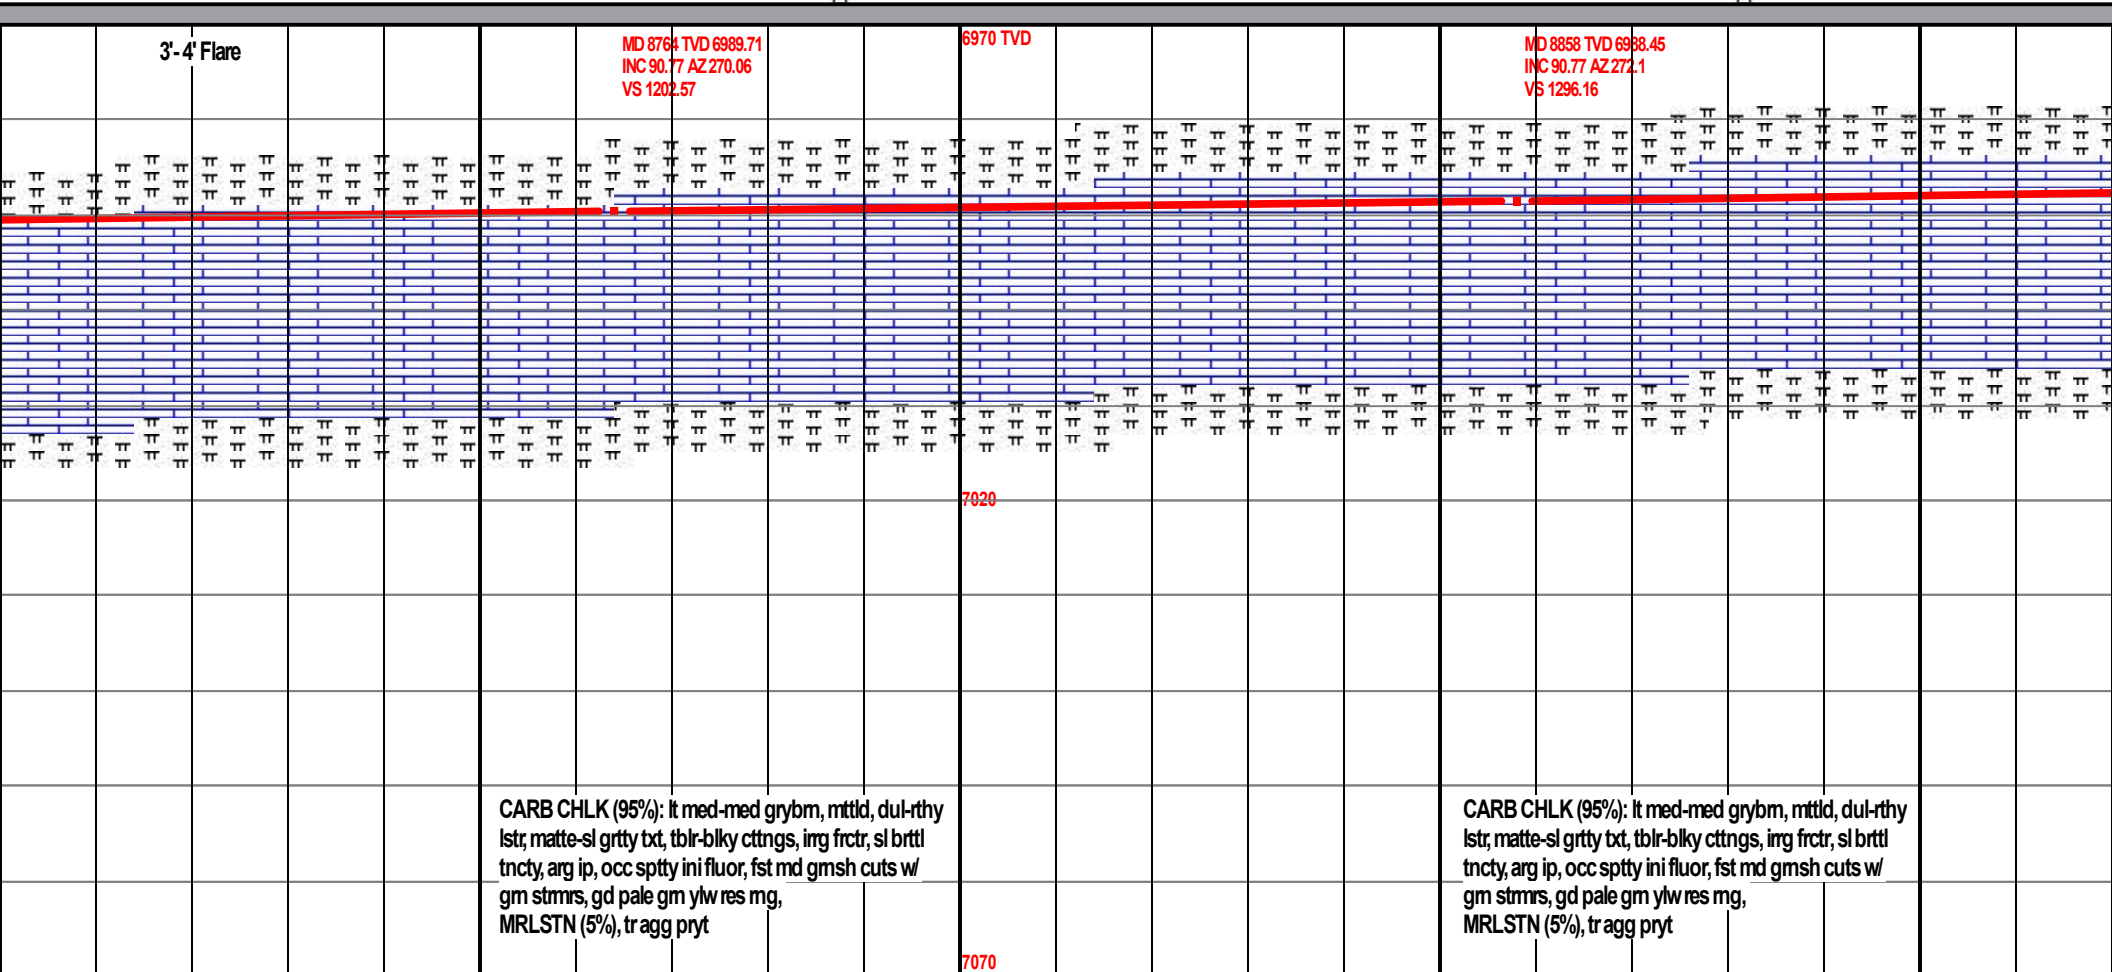 3'- 4' Flare
MD 8764 TVD 6989.71
INC 90.77 AZ 270.06
VS 1202.57
6970 TVD
MD 8858 TVD 6988.45
INC 90.77 AZ 272.1
VS 1296.16
7020
CARB CHLK (95%): lt med-med grybrn, mttld, dul-rthy
lstr, matte-sl grtty txt, tblr-blky cttngs, irrg frctr, sl brttl
tncty, arg ip, occ sptty ini fluor, fst md grnsh cuts w/
grn strmrs, gd pale grn ylw res rng,
MRLSTN (5%), tr agg pryt
CARB CHLK (95%): lt med-med grybrn, mttld, dul-rthy
lstr, matte-sl grtty txt, tblr-blky cttngs, irrg frctr, sl brttl
tncty, arg ip, occ sptty ini fluor, fst md grnsh cuts w/
grn strmrs, gd pale grn ylw res rng,
MRLSTN (5%), tr agg pryt
7070